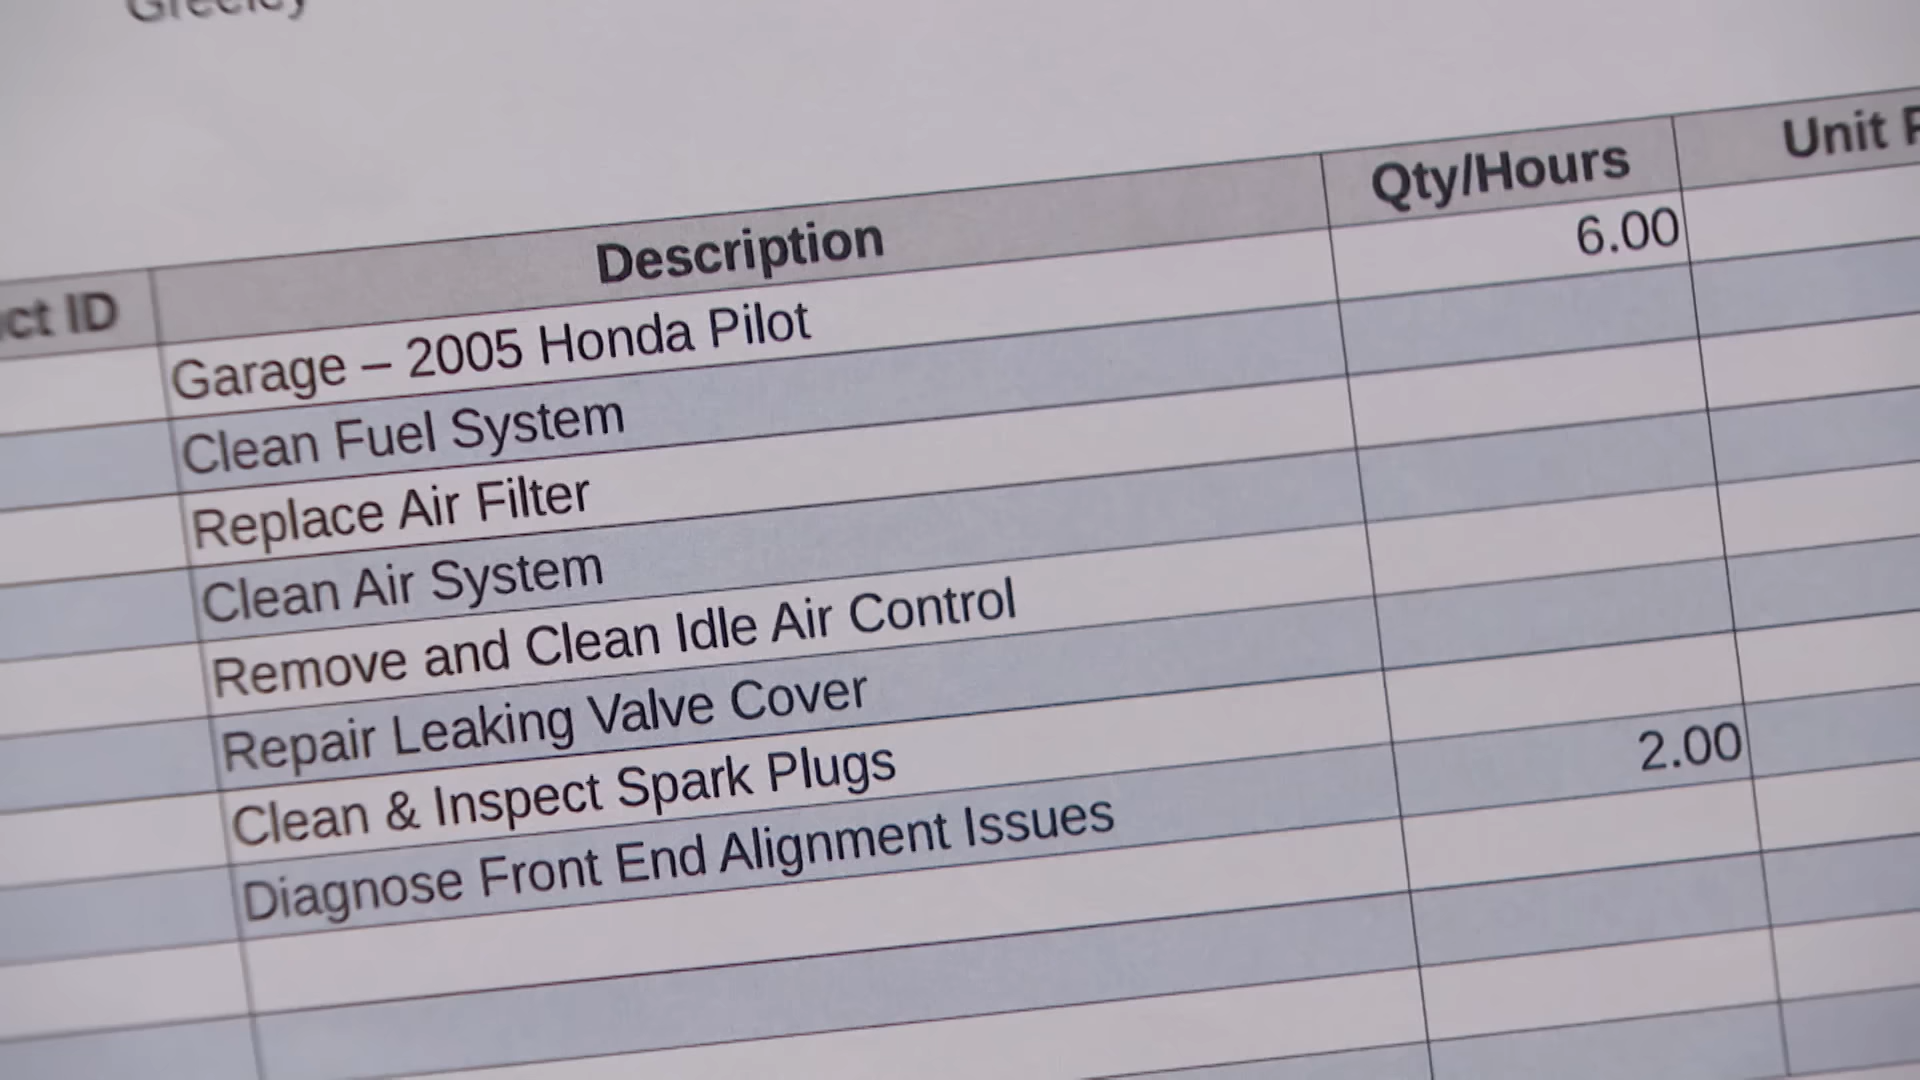 Greeley
ct ID Description Qty/Hours Unit
Garage – 2005 Honda Pilot 6.00
Clean Fuel System
Replace Air Filter
Clean Air System
Remove and Clean Idle Air Control
Repair Leaking Valve Cover
Clean & Inspect Spark Plugs
Diagnose Front End Alignment Issues 2.00